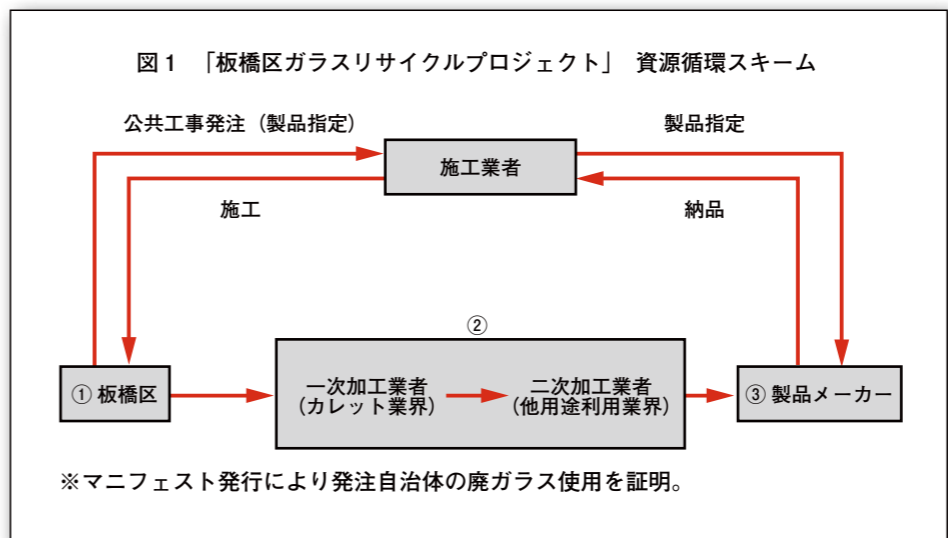 図1 「板橋区ガラスリサイクルプロジェクト」 資源循環スキーム
公共工事発注（製品指定）
製品指定
施工業者
施工
納品
②
①板橋区
一次加工業者
（カレット業界）
二次加工業者
（他用途利用業界）
③製品メーカー
※マニフェスト発行により発注自治体の廃ガラス使用を証明。